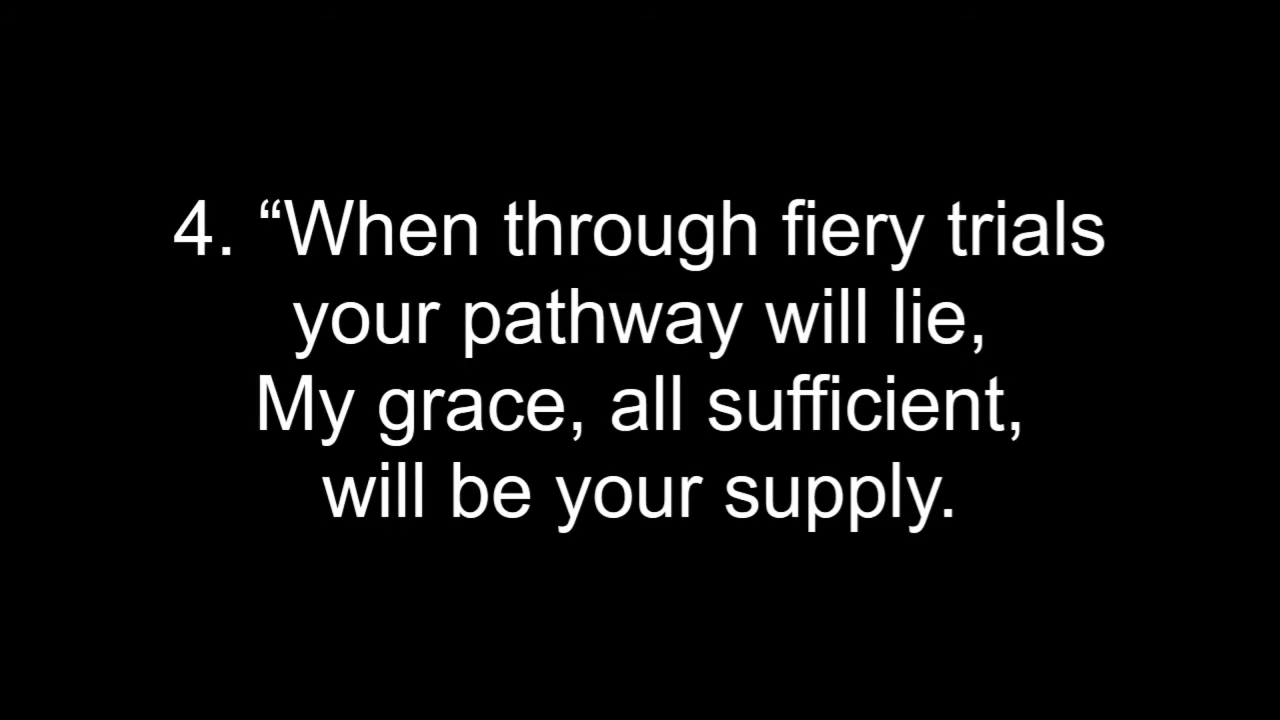 4. “When through fiery trials
your pathway will lie,
My grace, all sufficient,
will be your supply.